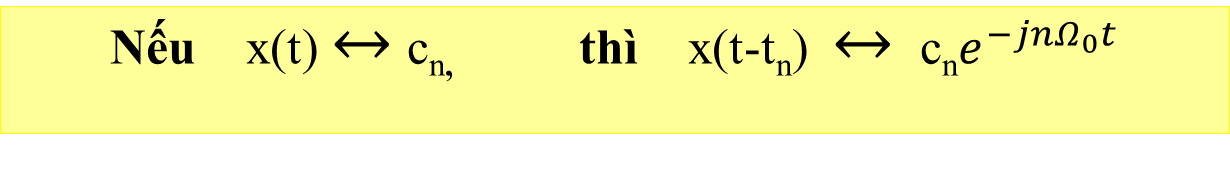 Nếu x(t) ↔ cₙ, thì x(t-tₙ) ↔ cₙe^{-jnΩ₀t}